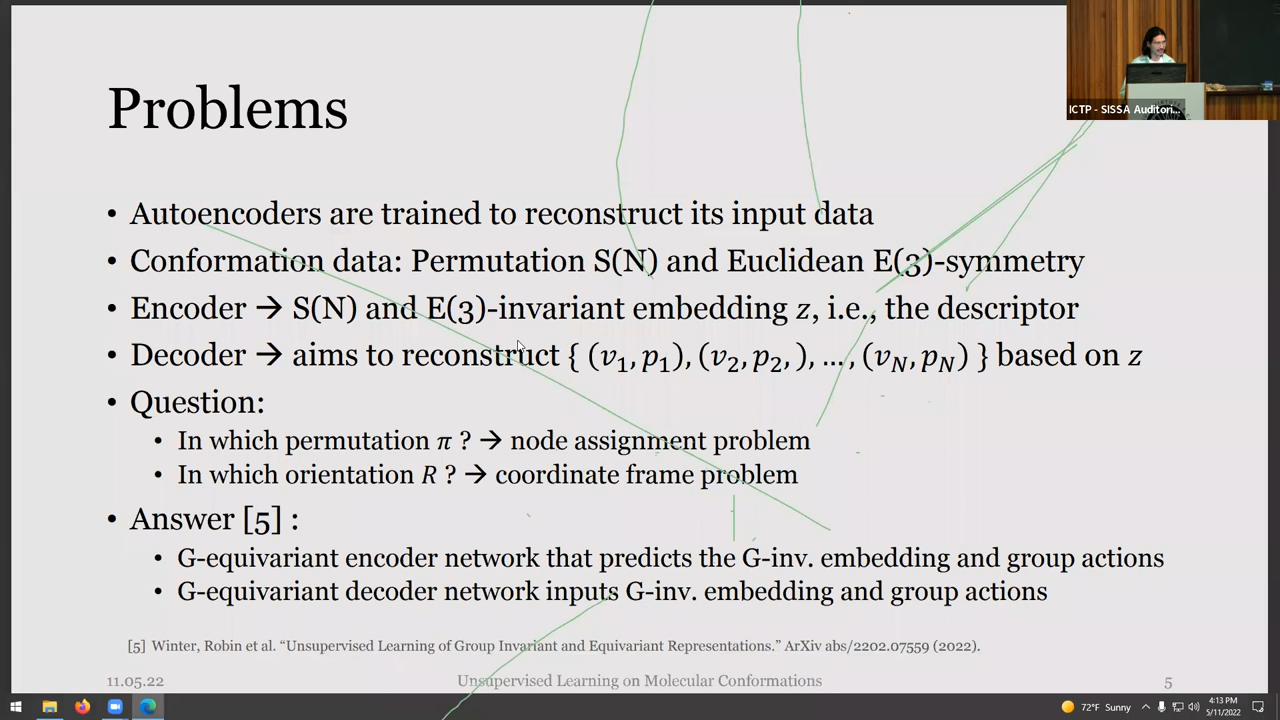 ICTP - SISSA Auditori...
Problems
• Autoencoders are trained to reconstruct its input data
• Conformation data: Permutation S(N) and Euclidean E(3)-symmetry
• Encoder → S(N) and E(3)-invariant embedding z, i.e., the descriptor
• Decoder → aims to reconstruct { (v₁, p₁), (v₂, p₂, ), … , (v_N, p_N) } based on z
• Question:
• In which permutation π ? → node assignment problem
• In which orientation R ? → coordinate frame problem
• Answer [5] :
• G-equivariant encoder network that predicts the G-inv. embedding and group actions
• G-equivariant decoder network inputs G-inv. embedding and group actions
[5] Winter, Robin et al. “Unsupervised Learning of Group Invariant and Equivariant Representations.” ArXiv abs/2202.07559 (2022).
11.05.22 Unsupervised Learning on Molecular Conformations 5
72°F Sunny 4:13 PM
5/11/2022